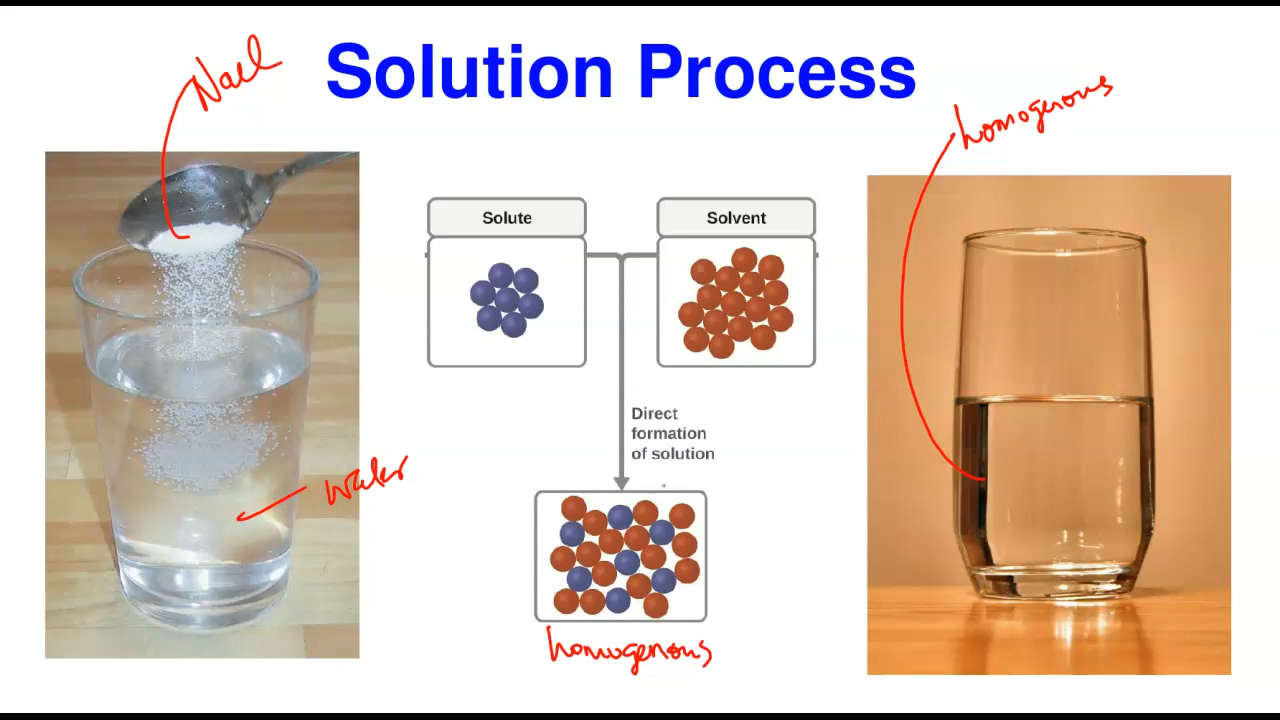 Solution Process
NaCl
homogenous
Solute
Solvent
Direct
formation
of solution
water
homogenous